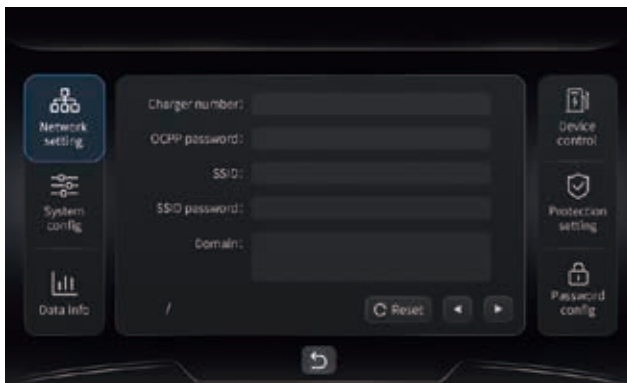 Network
setting
System
config
Data info
Charger number:
OCPP password:
SSID:
SSID password:
Domain:
/
Reset
Device
control
Protection
setting
Password
config